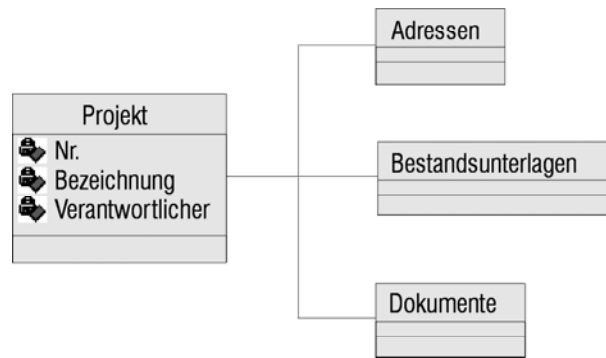 Projekt
Nr.
Bezeichnung
Verantwortlicher
Adressen
Bestandsunterlagen
Dokumente